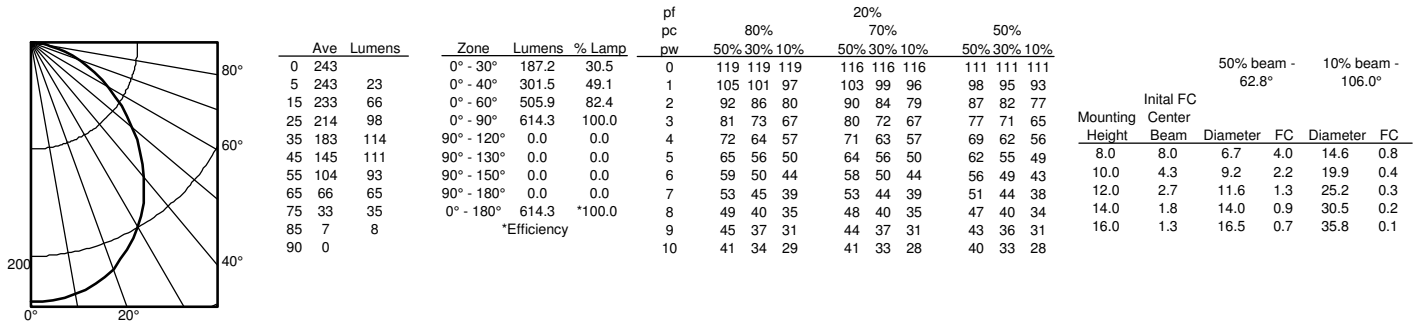 80°
60°
40°
200
0° 20°
Ave Lumens
0 243
5 243 23
15 233 66
25 214 98
35 183 114
45 145 111
55 104 93
65 66 65
75 33 35
85 7 8
90 0
Zone Lumens % Lamp
0° - 30° 187.2 30.5
0° - 40° 301.5 49.1
0° - 60° 505.9 82.4
0° - 90° 614.3 100.0
90° - 120° 0.0 0.0
90° - 130° 0.0 0.0
90° - 150° 0.0 0.0
90° - 180° 0.0 0.0
0° - 180° 614.3 *100.0
*Efficiency
pf 20%
pc 80% 70% 50%
pw 50% 30% 10% 50% 30% 10% 50% 30% 10%
0 119 119 119 116 116 116 111 111 111
1 105 101 97 103 99 96 98 95 93
2 92 86 80 90 84 79 87 82 77
3 81 73 67 80 72 67 77 71 65
4 72 64 57 71 63 57 69 62 56
5 65 56 50 64 56 50 62 55 49
6 59 50 44 58 50 44 56 49 43
7 53 45 39 53 44 39 51 44 38
8 49 40 35 48 40 35 47 40 34
9 45 37 31 44 37 31 43 36 31
10 41 34 29 41 33 28 40 33 28
50% beam - 10% beam -
62.8° 106.0°
Inital FC
Mounting Center
Height Beam Diameter FC Diameter FC
8.0 8.0 6.7 4.0 14.6 0.8
10.0 4.3 9.2 2.2 19.9 0.4
12.0 2.7 11.6 1.3 25.2 0.3
14.0 1.8 14.0 0.9 30.5 0.2
16.0 1.3 16.5 0.7 35.8 0.1